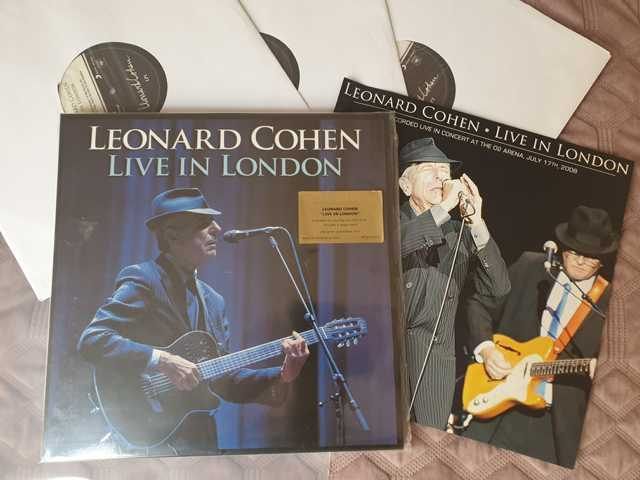 LEONARD COHEN
LIVE IN LONDON
LEONARD COHEN
"LIVE IN LONDON"
LEONARD COHEN • LIVE IN LONDON
RECORDED LIVE IN CONCERT AT THE O2 ARENA, JULY 17TH, 2008